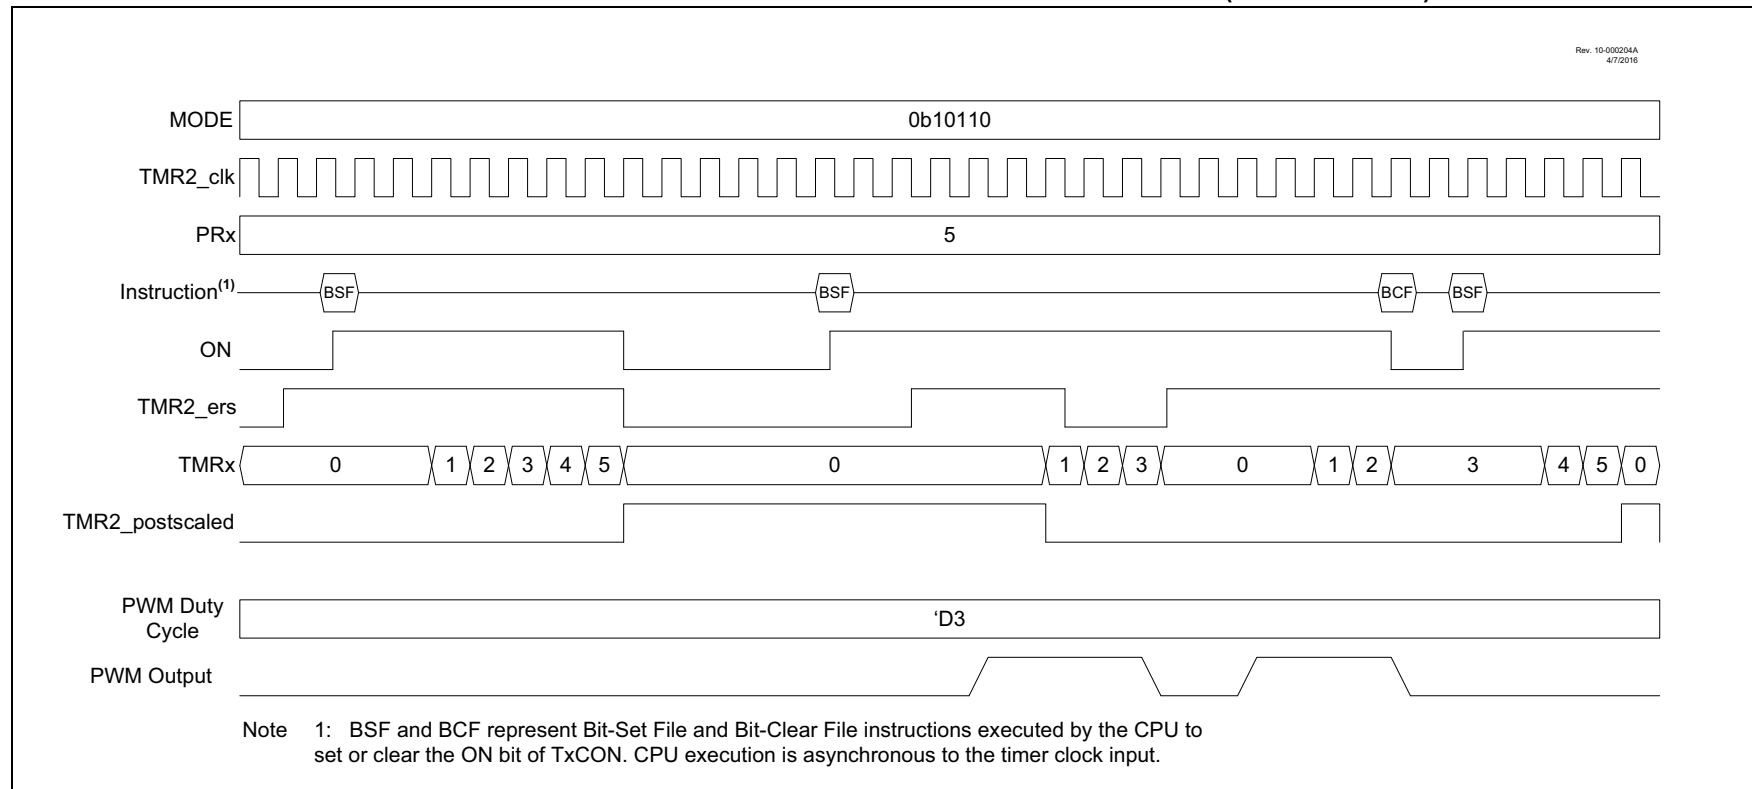 Rev. 10-000204A
4/7/2016
MODE 0b10110
TMR2_clk
PRx 5
Instruction(1) BSF BSF BCF BSF
ON
TMR2_ers
TMRx 0 1 2 3 4 5 0 1 2 3 0 1 2 3 4 5 0
TMR2_postscaled
PWM Duty
Cycle
‘D3
PWM Output
Note 1: BSF and BCF represent Bit-Set File and Bit-Clear File instructions executed by the CPU to
set or clear the ON bit of TxCON. CPU execution is asynchronous to the timer clock input.